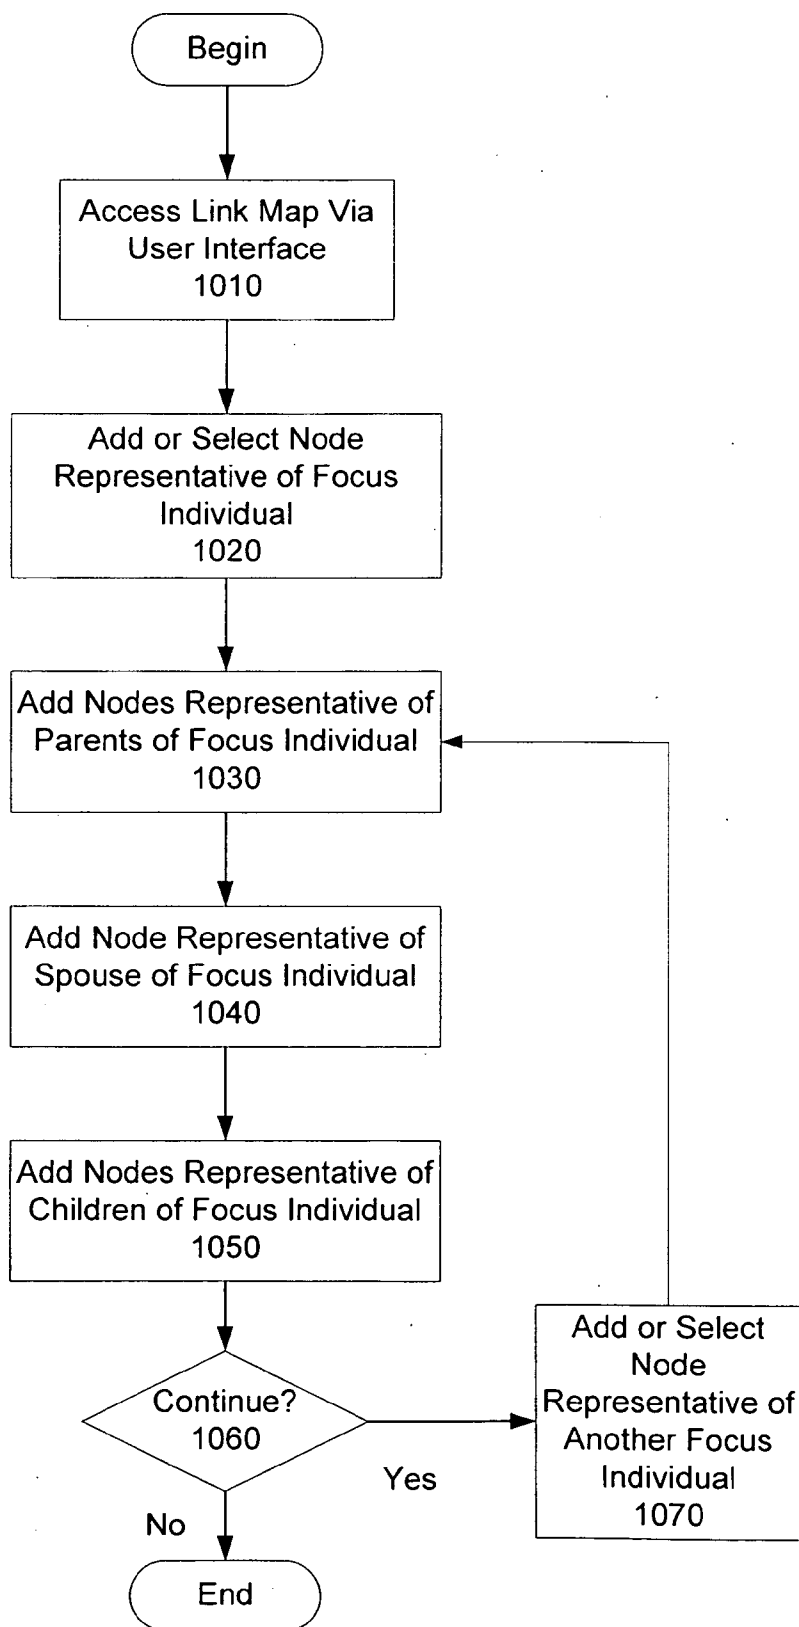 Begin
Access Link Map Via
User Interface
1010
Add or Select Node
Representative of Focus
Individual
1020
Add Nodes Representative of
Parents of Focus Individual
1030
Add Node Representative of
Spouse of Focus Individual
1040
Add Nodes Representative of
Children of Focus Individual
1050
Continue?
1060
Yes
No
Add or Select
Node
Representative of
Another Focus
Individual
1070
End